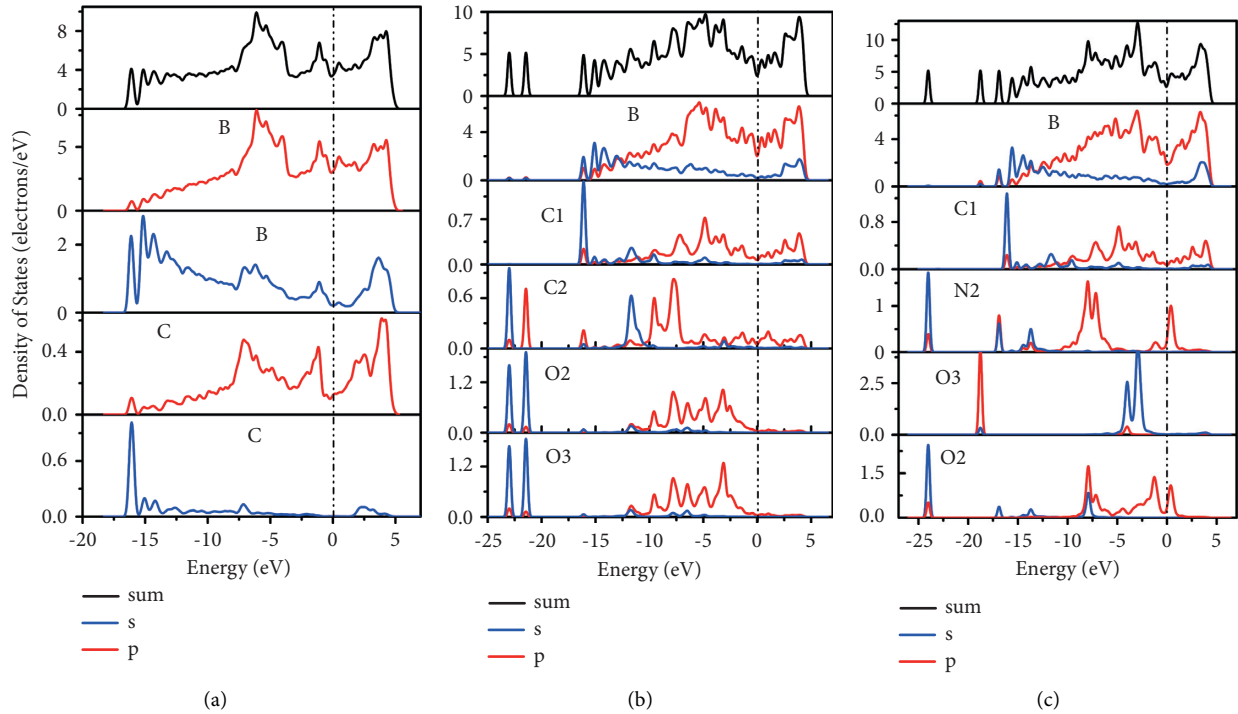 Density of States (electrons/eV)
8
4
0
B
5
0
B
2
0
C
0.4
0.0
C
0.6
0.0
-20 -15 -10 -5 0 5
Energy (eV)
sum
s
p
(a)
10
5
0
B
4
0
C1
0.7
0.0
C2
0.6
0.0
O2
1.6
0.0
O3
1.2
0.0
-25 -20 -15 -10 -5 0 5
Energy (eV)
sum
s
p
(b)
10
5
0
B
4
0
C1
0.8
0.0
N2
1
0
O3
2.5
0.0
O2
1.5
0.0
-25 -20 -15 -10 -5 0 5
Energy (eV)
sum
s
p
(c)